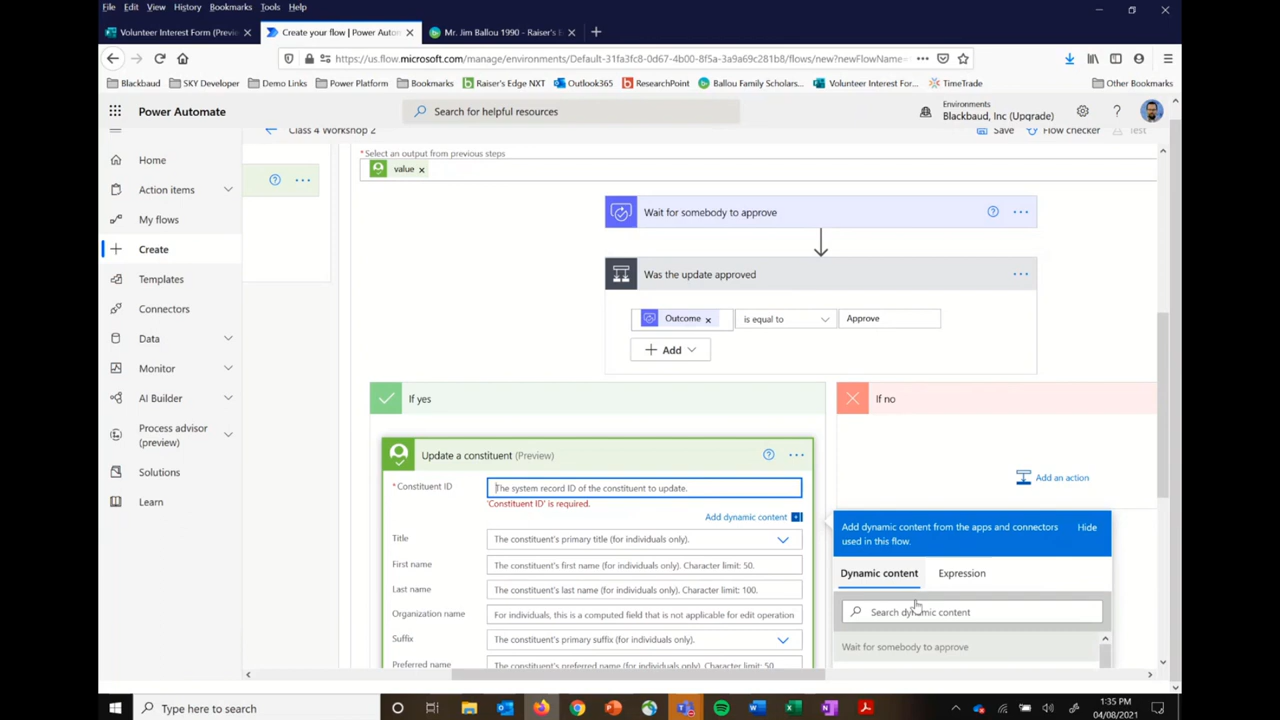 File Edit View History Bookmarks Tools Help
Volunteer Interest Form (Previe
Create your flow | Power Autom
Mr. Jim Ballou 1990 - Raiser's E
https://us.flow.microsoft.com/manage/environments/Default-31fa3fc8-0d67-4b00-8f5a-3a9a69c281b8/flows/new?newFlowName=
Blackbaud SKY Developer Demo Links Power Platform Bookmarks Raiser's Edge NXT Outlook365 ResearchPoint Ballou Family Scholars... Volunteer Interest For... TimeTrade Other Bookmarks
Power Automate
Search for helpful resources
Environments
Blackbaud, Inc (Upgrade)
Class 4 Workshop 2
Save Flow checker Test
Home
Action items
My flows
Create
Templates
Connectors
Data
Monitor
AI Builder
Process advisor
(preview)
Solutions
Learn
* Select an output from previous steps
value
Wait for somebody to approve
Was the update approved
Outcome
is equal to
Approve
Add
If yes
If no
Update a constituent (Preview)
* Constituent ID
The system record ID of the constituent to update.
'Constituent ID' is required.
Add dynamic content
Title
The constituent's primary title (for individuals only).
First name
The constituent's first name (for individuals only). Character limit: 50.
Last name
The constituent's last name (for individuals only). Character limit: 100.
Organization name
For individuals, this is a computed field that is not applicable for edit operation
Suffix
The constituent's primary suffix (for individuals only).
Preferred name
The constituent's preferred name (for individuals only). Character limit: 50
Add an action
Add dynamic content from the apps and connectors
used in this flow.
Hide
Dynamic content
Expression
Search dynamic content
Wait for somebody to approve
Type here to search
1:35 PM
04/08/2021